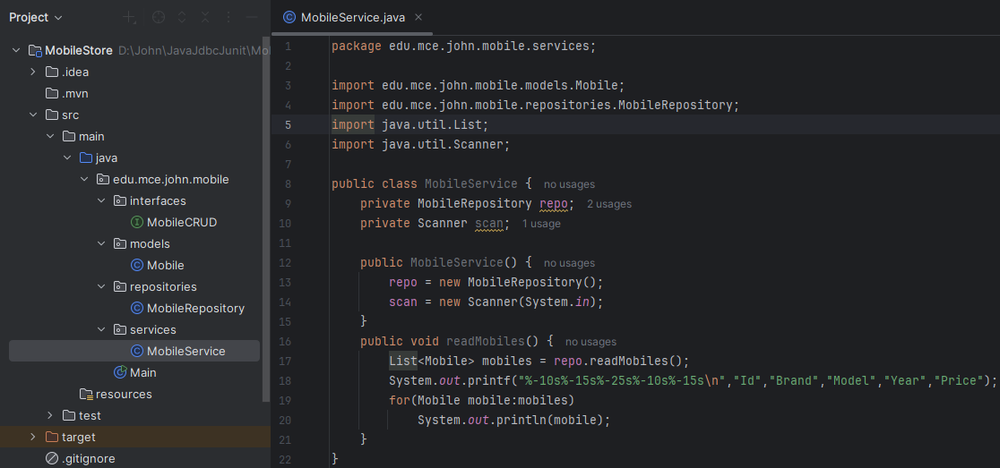 Project
MobileStore D:\John\JavaJdbcJunit\Mo
.idea
.mvn
src
main
java
edu.mce.john.mobile
interfaces
MobileCRUD
models
Mobile
repositories
MobileRepository
services
MobileService
Main
resources
test
target
.gitignore
MobileService.java
1 package edu.mce.john.mobile.services;
2
3 import edu.mce.john.mobile.models.Mobile;
4 import edu.mce.john.mobile.repositories.MobileRepository;
5 import java.util.List;
6 import java.util.Scanner;
7
8 public class MobileService { no usages
9 private MobileRepository repo; 2 usages
10 private Scanner scan; 1 usage
11
12 public MobileService() { no usages
13 repo = new MobileRepository();
14 scan = new Scanner(System.in);
15 }
16 public void readMobiles() { no usages
17 List<Mobile> mobiles = repo.readMobiles();
18 System.out.printf("%-10s%-15s%-25s%-10s%-15s\n","Id","Brand","Model","Year","Price");
19 for(Mobile mobile:mobiles)
20 System.out.println(mobile);
21 }
22 }